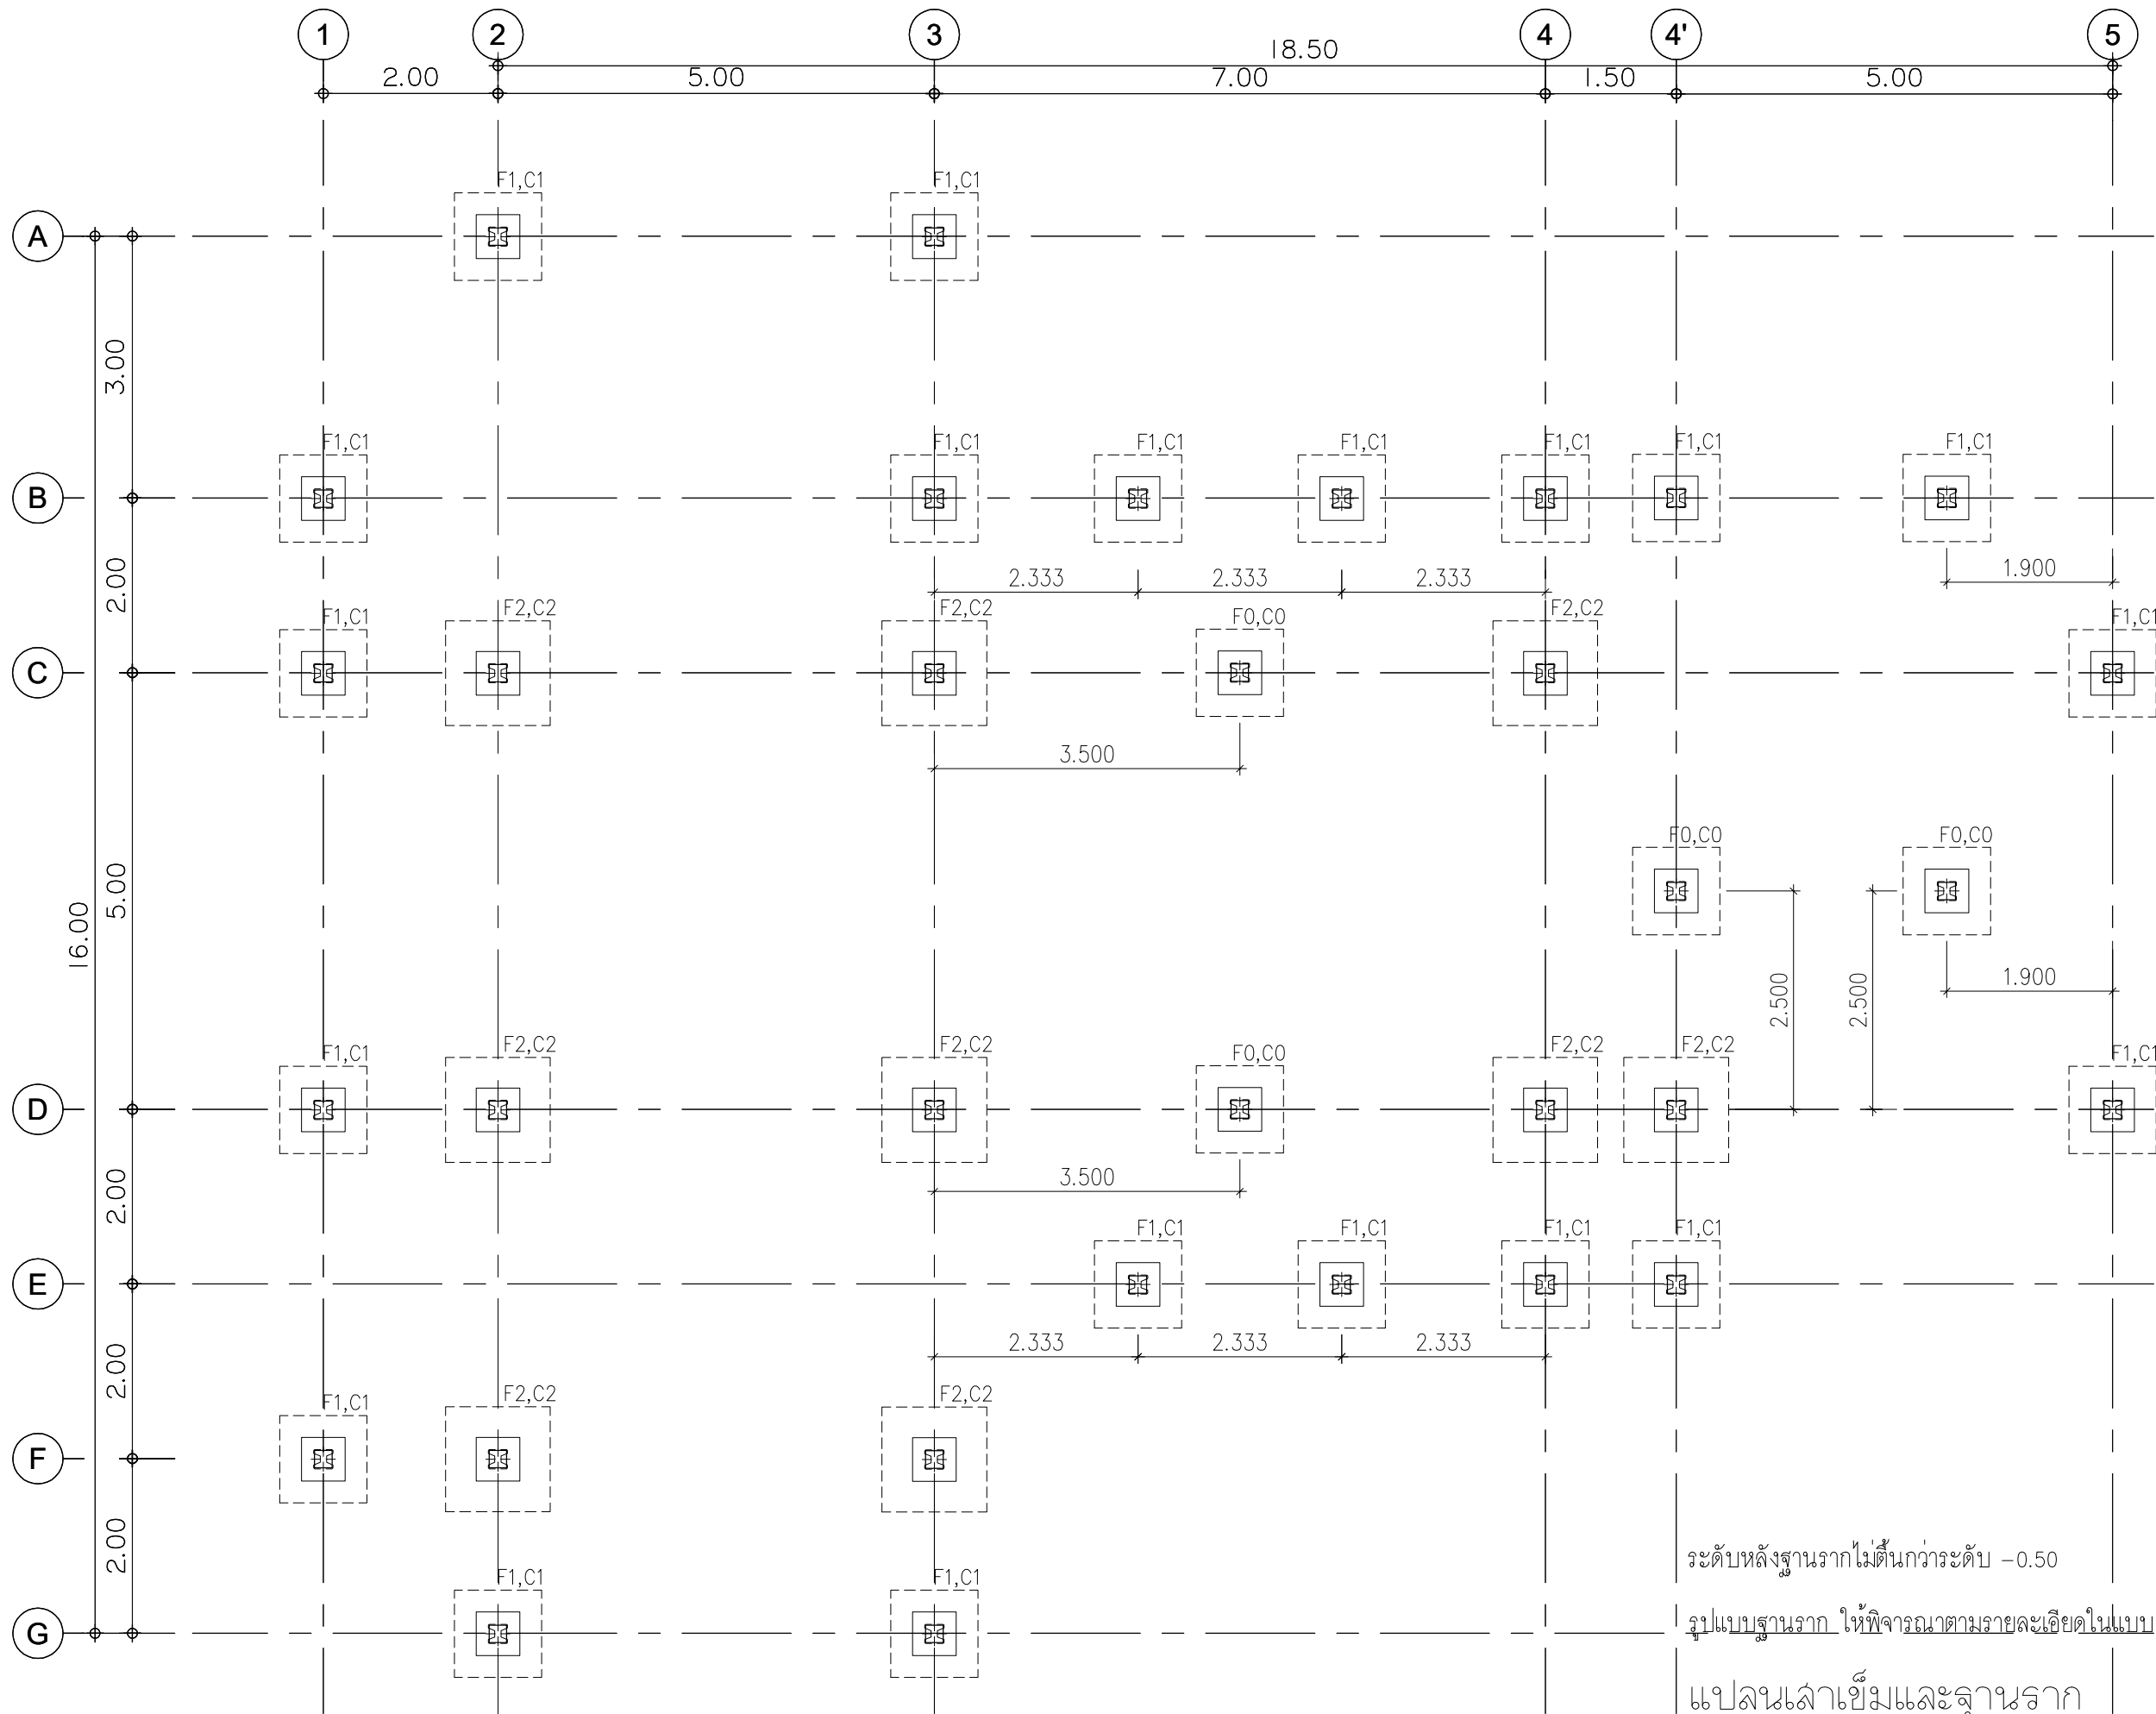 1 2 3 4 4' 5
18.50
2.00 5.00 7.00 1.50 5.00
F1,C1 F1,C1
A
3.00
F1,C1 F1,C1 F1,C1 F1,C1 F1,C1 F1,C1 F1,C1
B
2.333 2.333 2.333 1.900
2.00
F1,C1 F2,C2 F2,C2 F0,C0 F2,C2 F1,C1
C
3.500
F0,C0 F0,C0
5.00
16.00
2.500 2.500 1.900
F1,C1 F2,C2 F2,C2 F0,C0 F2,C2 F2,C2 F1,C1
D
3.500
2.00
F1,C1 F1,C1 F1,C1 F1,C1
E
2.333 2.333 2.333
2.00
F1,C1 F2,C2 F2,C2
F
2.00
ระดับหลังฐานรากไม่ตื้นกว่าระดับ -0.50
F1,C1 F1,C1
G
รูปแบบฐานราก ให้พิจารณาตามรายละเอียดในแบบ
แปลนเสาเข็มและฐานราก